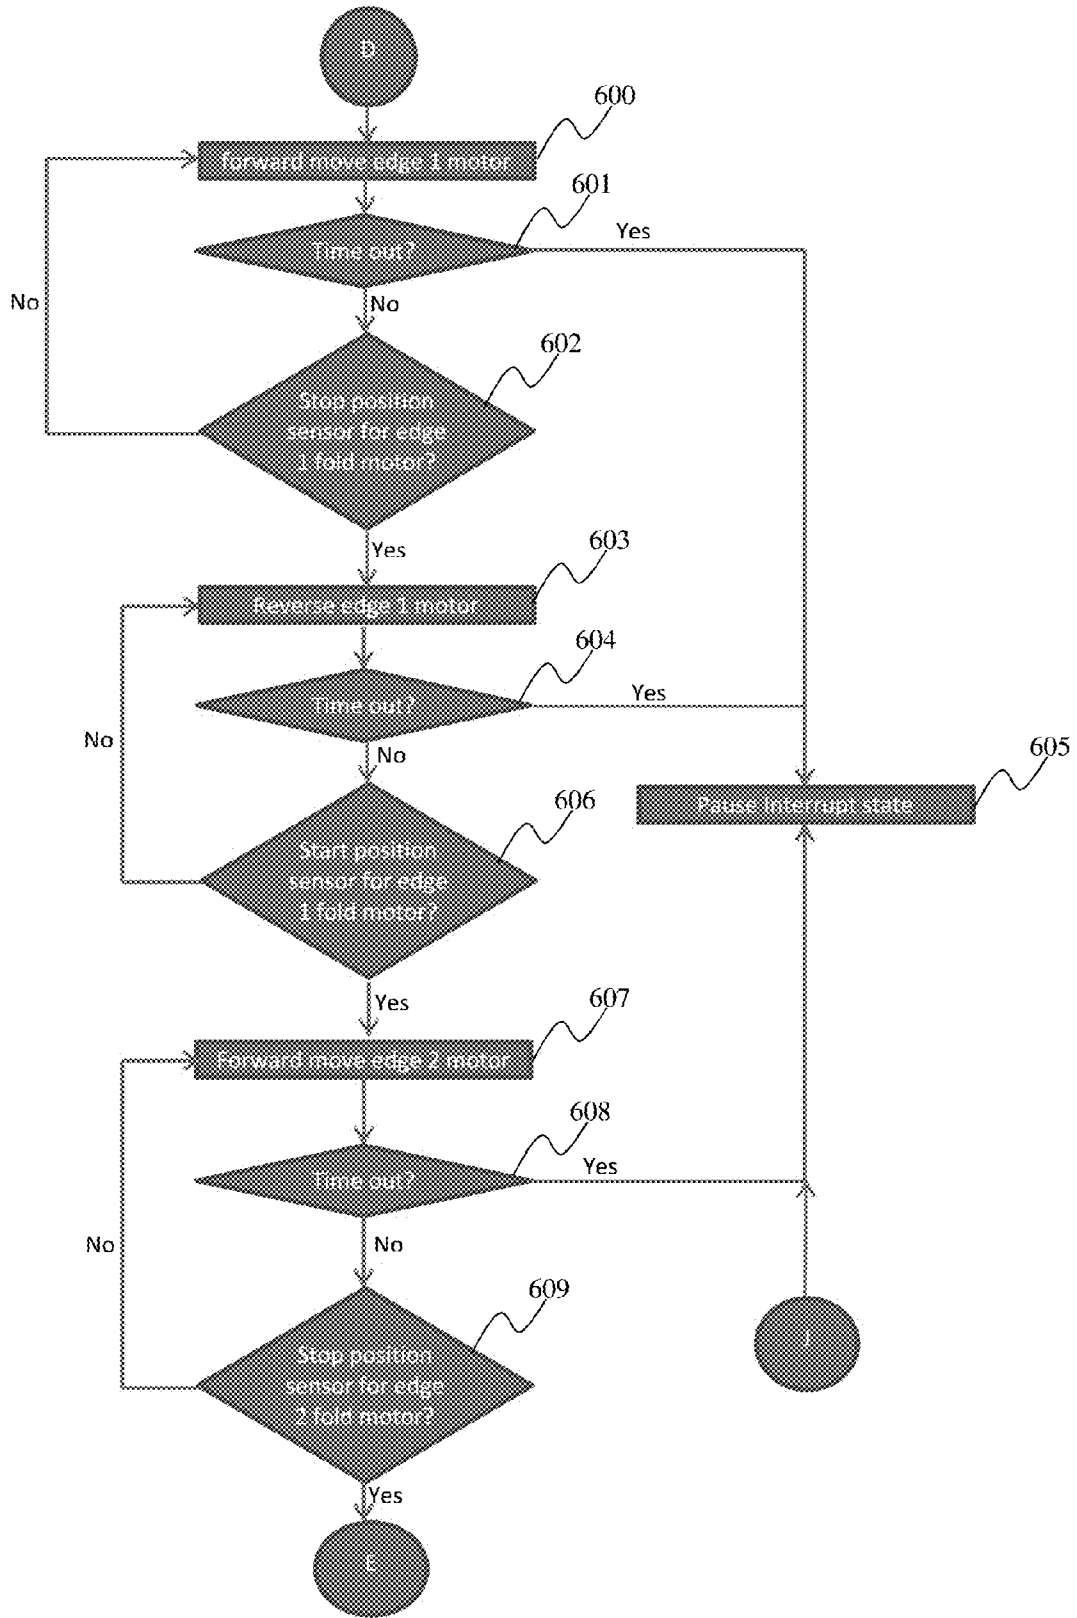 D
600
forward move edge 1 motor
601
Time out?
Yes
No
No
602
Stop position
sensor for edge
1 fold motor?
Yes
603
Reverse edge 1 motor
604
Time out?
Yes
No
No
605
Pause Interrupt state
606
Start position
sensor for edge
1 fold motor?
Yes
607
Forward move edge 2 motor
608
Time out?
Yes
No
No
609
Stop position
sensor for edge
2 fold motor?
J
Yes
E